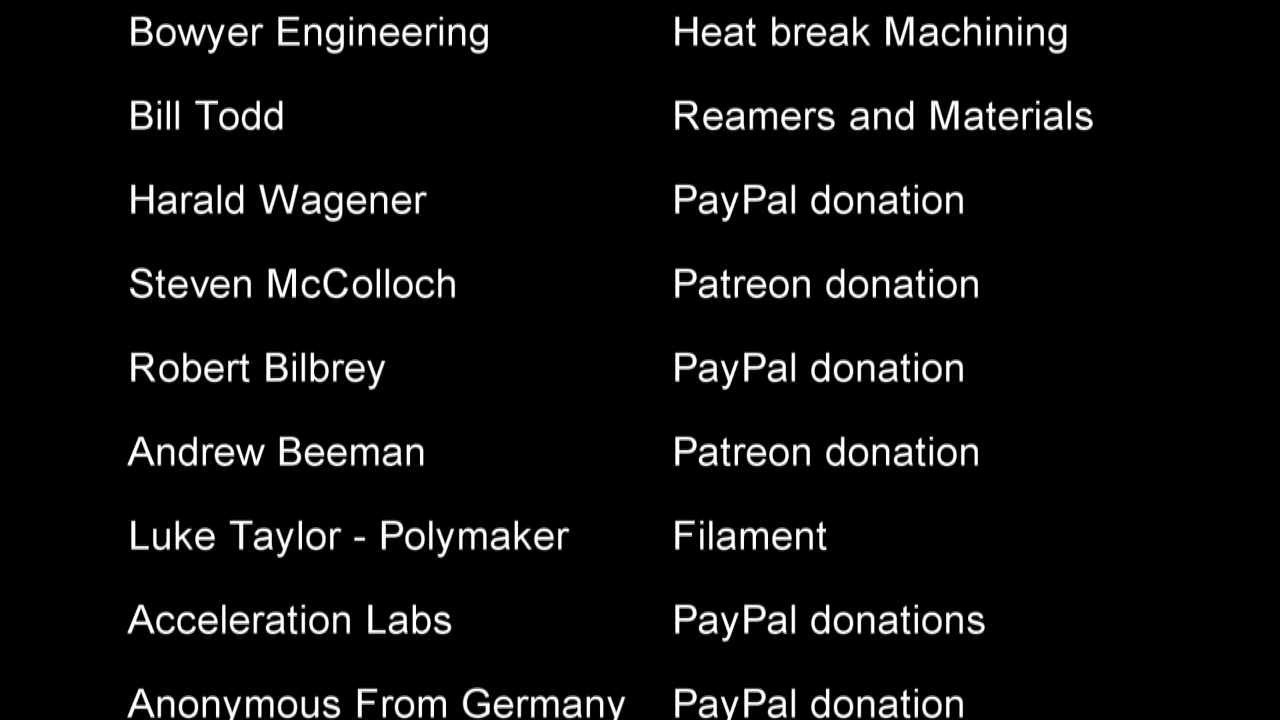 Bowyer Engineering Heat break Machining
Bill Todd Reamers and Materials
Harald Wagener PayPal donation
Steven McColloch Patreon donation
Robert Bilbrey PayPal donation
Andrew Beeman Patreon donation
Luke Taylor - Polymaker Filament
Acceleration Labs PayPal donations
Anonymous From Germany PayPal donation